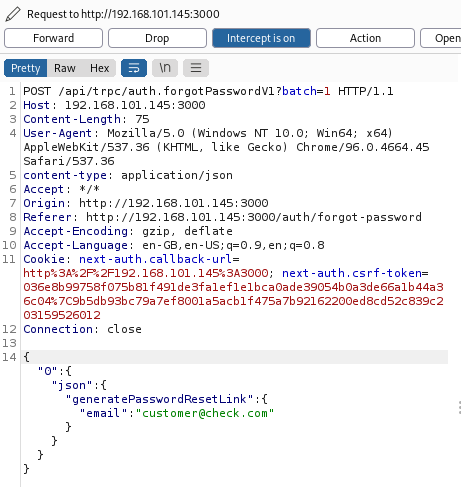 Request to http://192.168.101.145:3000
Forward Drop Intercept is on Action Open
Pretty Raw Hex \n
1 POST /api/trpc/auth.forgotPasswordV1?batch=1 HTTP/1.1
2 Host: 192.168.101.145:3000
3 Content-Length: 75
4 User-Agent: Mozilla/5.0 (Windows NT 10.0; Win64; x64)
AppleWebKit/537.36 (KHTML, like Gecko) Chrome/96.0.4664.45
Safari/537.36
5 content-type: application/json
6 Accept: */*
7 Origin: http://192.168.101.145:3000
8 Referer: http://192.168.101.145:3000/auth/forgot-password
9 Accept-Encoding: gzip, deflate
10 Accept-Language: en-GB,en-US;q=0.9,en;q=0.8
11 Cookie: next-auth.callback-url=
http%3A%2F%2F192.168.101.145%3A3000; next-auth.csrf-token=
036e8b99758f075b81f491de3fa1ef1e1bca0ade39054b0a3de66a1b44a3
6c04%7C9b5db93bc79a7ef8001a5acb1f475a7b92162200ed8cd52c839c2
03159526012
12 Connection: close
13
14 {
"0":{
"json":{
"generatePasswordResetLink":{
"email":"customer@check.com"
}
}
}
}